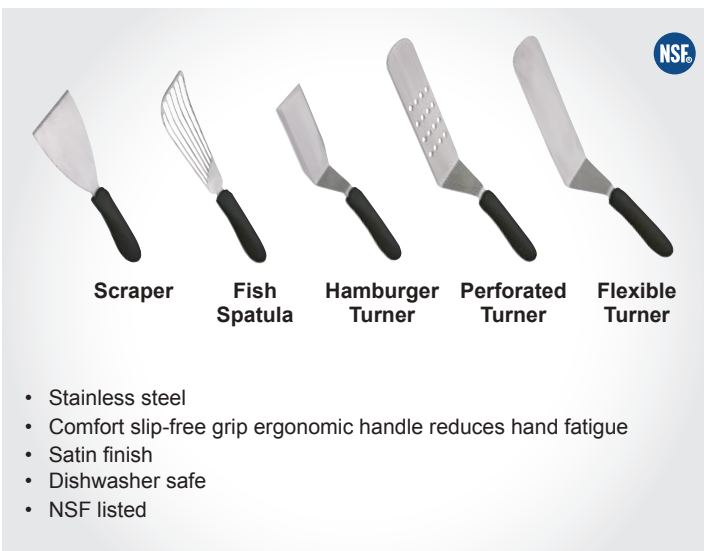 NSF®
Scraper
Fish
Spatula
Hamburger
Turner
Perforated
Turner
Flexible
Turner
• Stainless steel
• Comfort slip-free grip ergonomic handle reduces hand fatigue
• Satin finish
• Dishwasher safe
• NSF listed